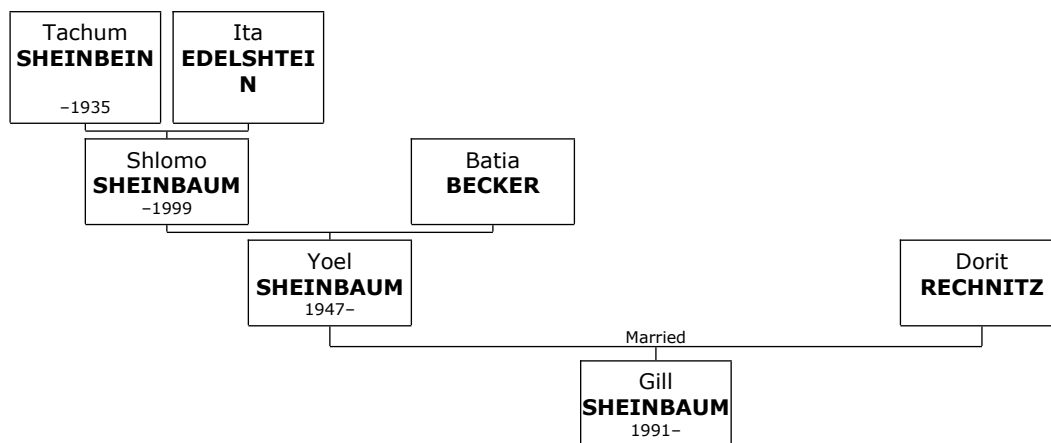 Tachum
SHEINBEIN
–1935
Ita
EDELSHTEI
N
Shlomo
SHEINBAUM
–1999
Batia
BECKER
Yoel
SHEINBAUM
1947–
Dorit
RECHNITZ
Married
Gill
SHEINBAUM
1991–